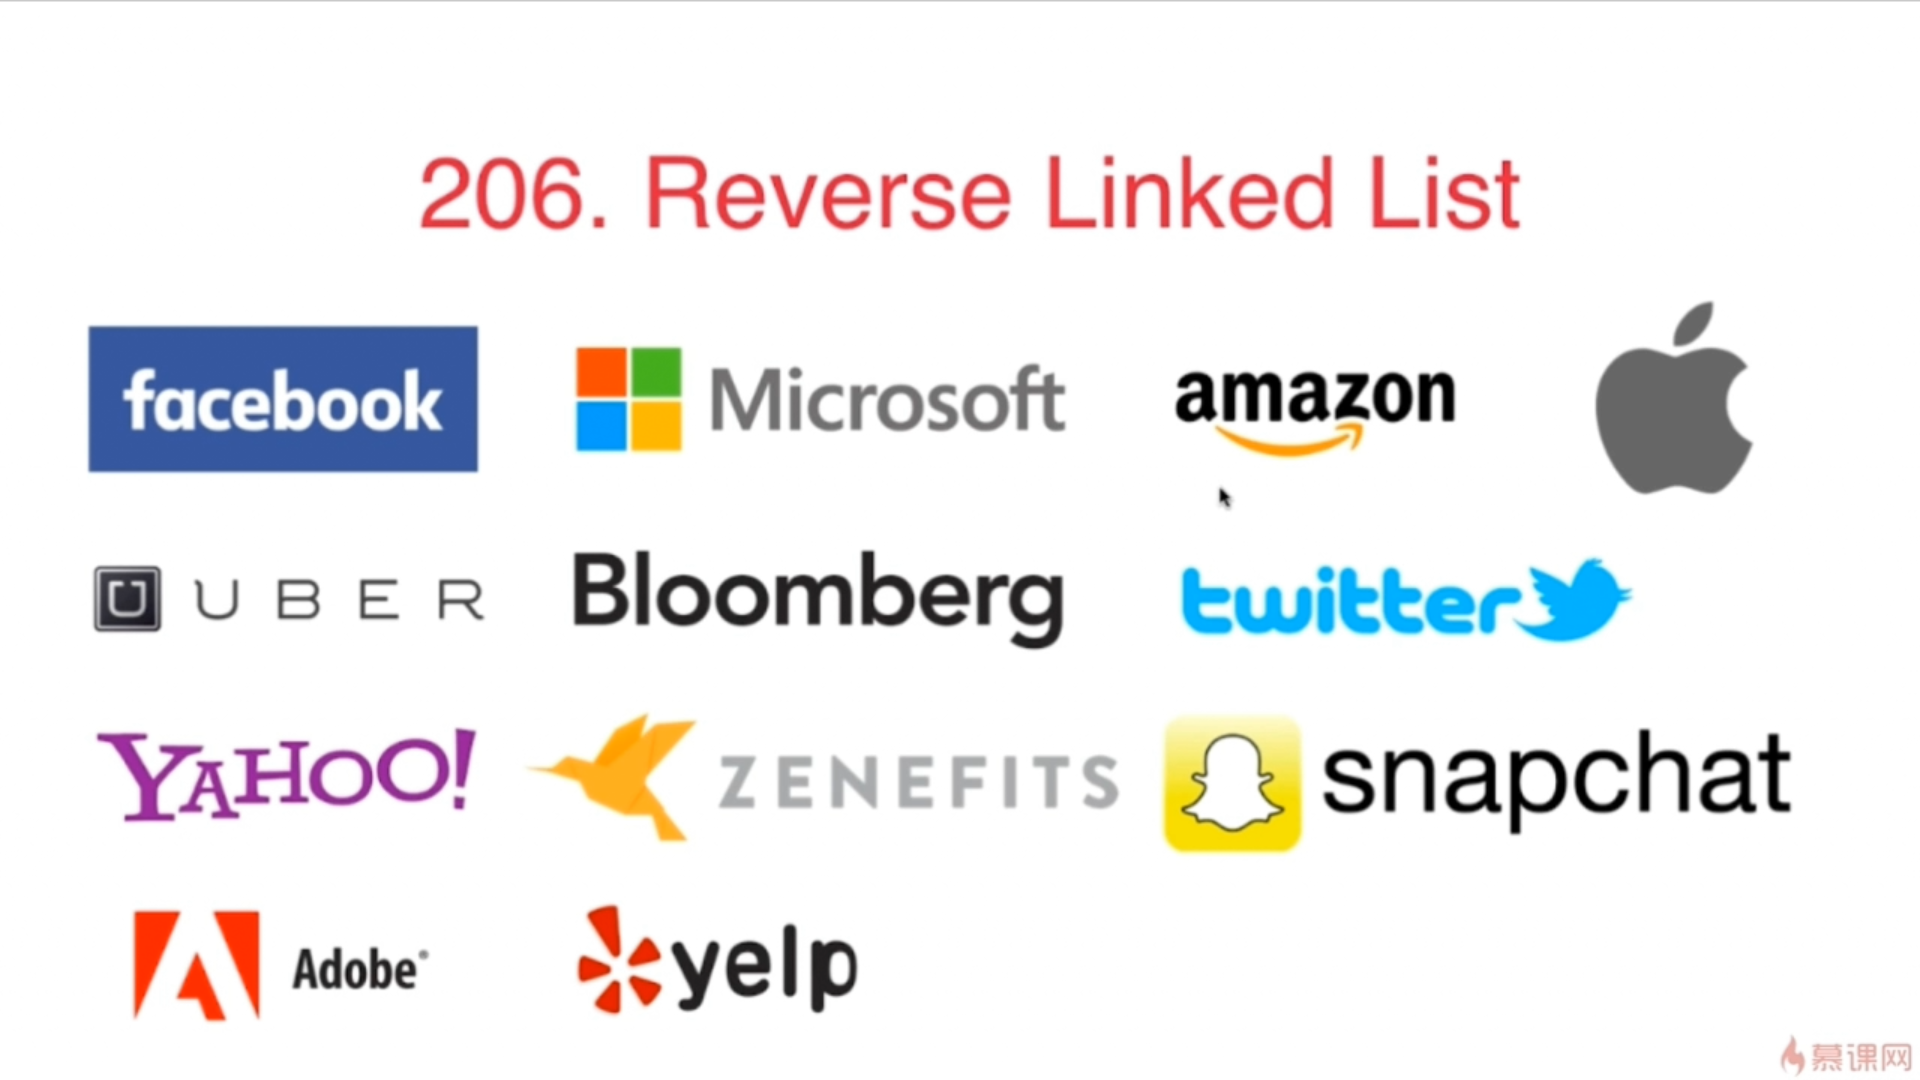 206. Reverse Linked List
facebook Microsoft amazon
UBER Bloomberg twitter
YAHOO! ZENEFITS snapchat
Adobe® yelp
慕课网